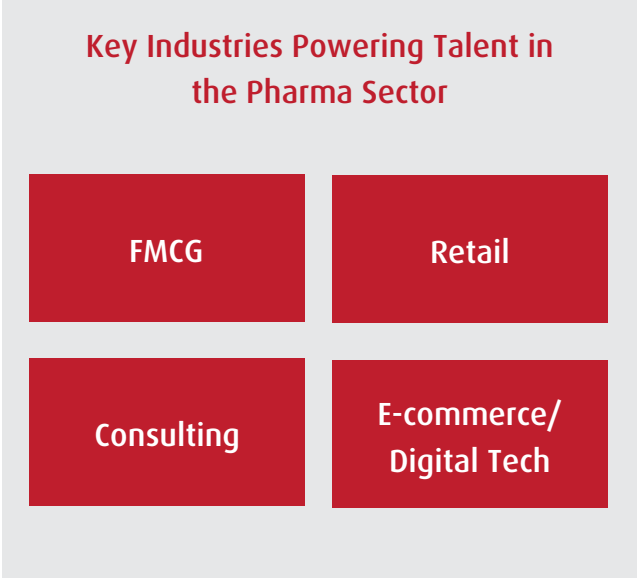 Key Industries Powering Talent in
the Pharma Sector
FMCG
Retail
Consulting
E-commerce/
Digital Tech